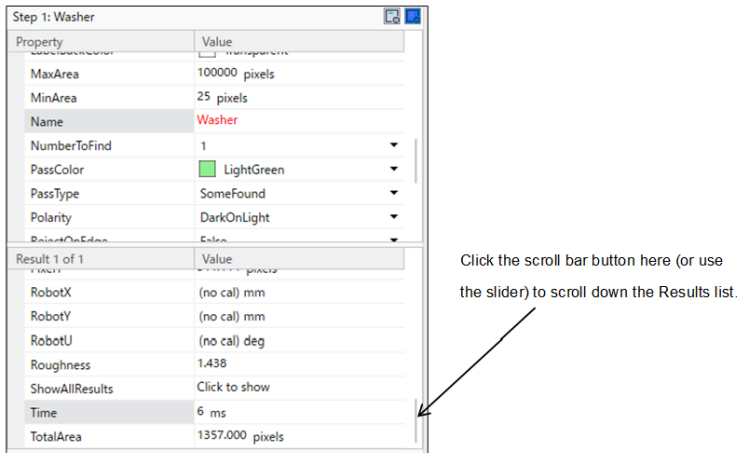 Step 1: Washer
Property Value
MaxArea 100000 pixels
MinArea 25 pixels
Name Washer
NumberToFind 1
PassColor LightGreen
PassType SomeFound
Polarity DarkOnLight
Result 1 of 1 Value
RobotX (no cal) mm
RobotY (no cal) mm
RobotU (no cal) deg
Roughness 1.438
ShowAllResults Click to show
Time 6 ms
TotalArea 1357.000 pixels
Click the scroll bar button here (or use
the slider) to scroll down the Results list.